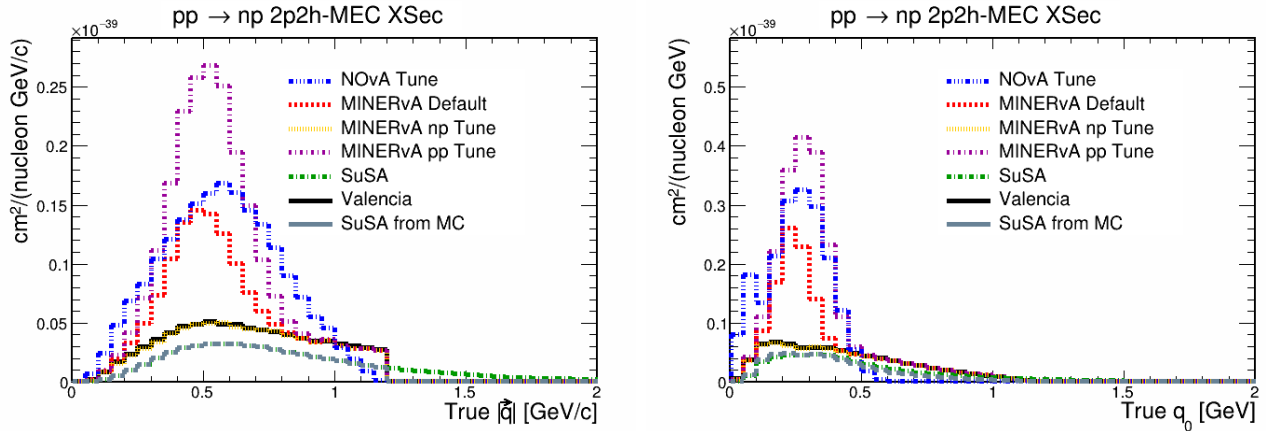 pp → np 2p2h-MEC XSec
×10⁻³⁹
cm²/(nucleon GeV/c)
0.25
0.2
0.15
0.1
0.05
0
NOvA Tune
MINERvA Default
MINERvA np Tune
MINERvA pp Tune
SuSA
Valencia
SuSA from MC
0 0.5 1 1.5 2
True |q⃗| [GeV/c]
pp → np 2p2h-MEC XSec
×10⁻³⁹
cm²/(nucleon GeV)
0.5
0.4
0.3
0.2
0.1
0
NOvA Tune
MINERvA Default
MINERvA np Tune
MINERvA pp Tune
SuSA
Valencia
SuSA from MC
0 0.5 1 1.5 2
True q₀ [GeV]